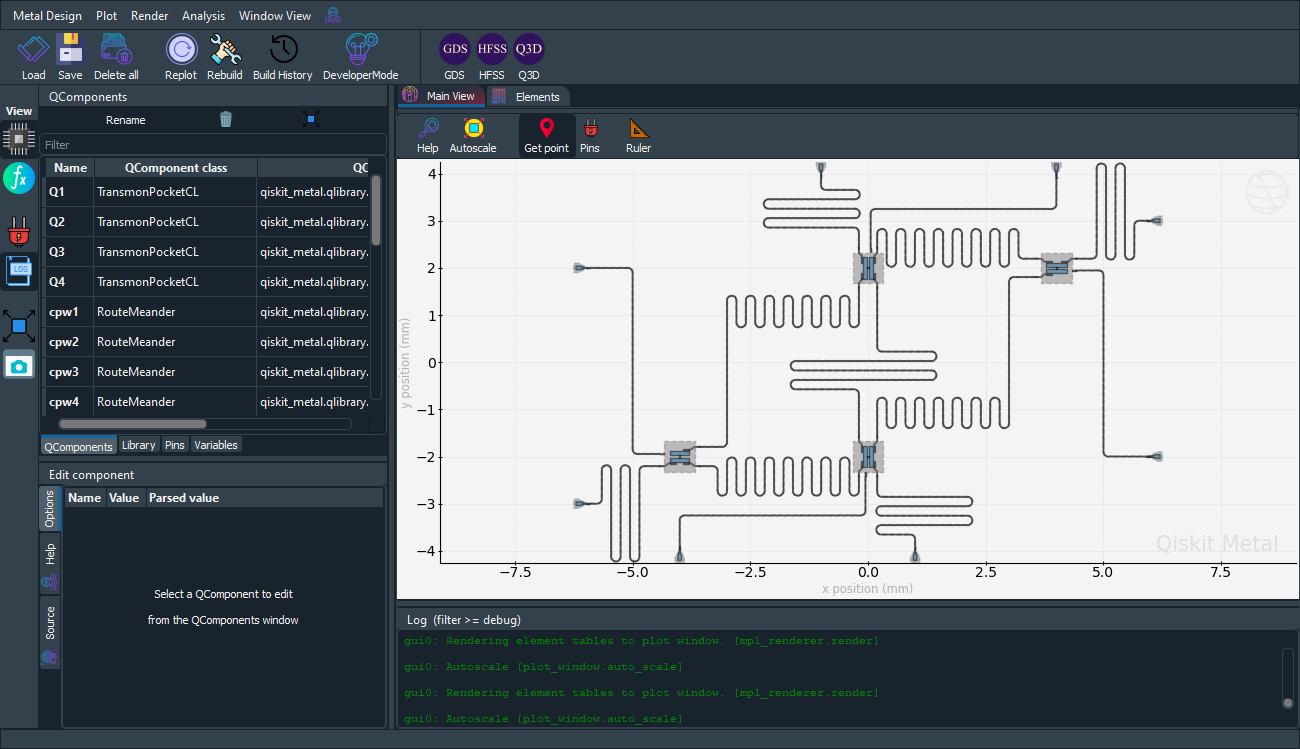 Metal Design Plot Render Analysis Window View
GDS HFSS Q3D
Load Save Delete all Replot Rebuild Build History DeveloperMode GDS HFSS Q3D
View
QComponents
Rename
Filter
Name QComponent class QC
Q1 TransmonPocketCL qiskit_metal.qlibrary.
Q2 TransmonPocketCL qiskit_metal.qlibrary.
Q3 TransmonPocketCL qiskit_metal.qlibrary.
Q4 TransmonPocketCL qiskit_metal.qlibrary.
cpw1 RouteMeander qiskit_metal.qlibrary.
cpw2 RouteMeander qiskit_metal.qlibrary.
cpw3 RouteMeander qiskit_metal.qlibrary.
cpw4 RouteMeander qiskit_metal.qlibrary.
fx
LOG
QComponents Library Pins Variables
Edit component
Options
Help
Source
Name Value Parsed value
Select a QComponent to edit
from the QComponents window
Main View Elements
Help Autoscale Get point Pins Ruler
4
3
2
1
0
−1
−2
−3
−4
y position (mm)
Qiskit Metal
−7.5 −5.0 −2.5 0.0 2.5 5.0 7.5
x position (mm)
Log (filter >= debug)
gui0: Rendering element tables to plot window. [mpl_renderer.render]
gui0: Autoscale [plot_window.auto_scale]
gui0: Rendering element tables to plot window. [mpl_renderer.render]
gui0: Autoscale [plot_window.auto_scale]